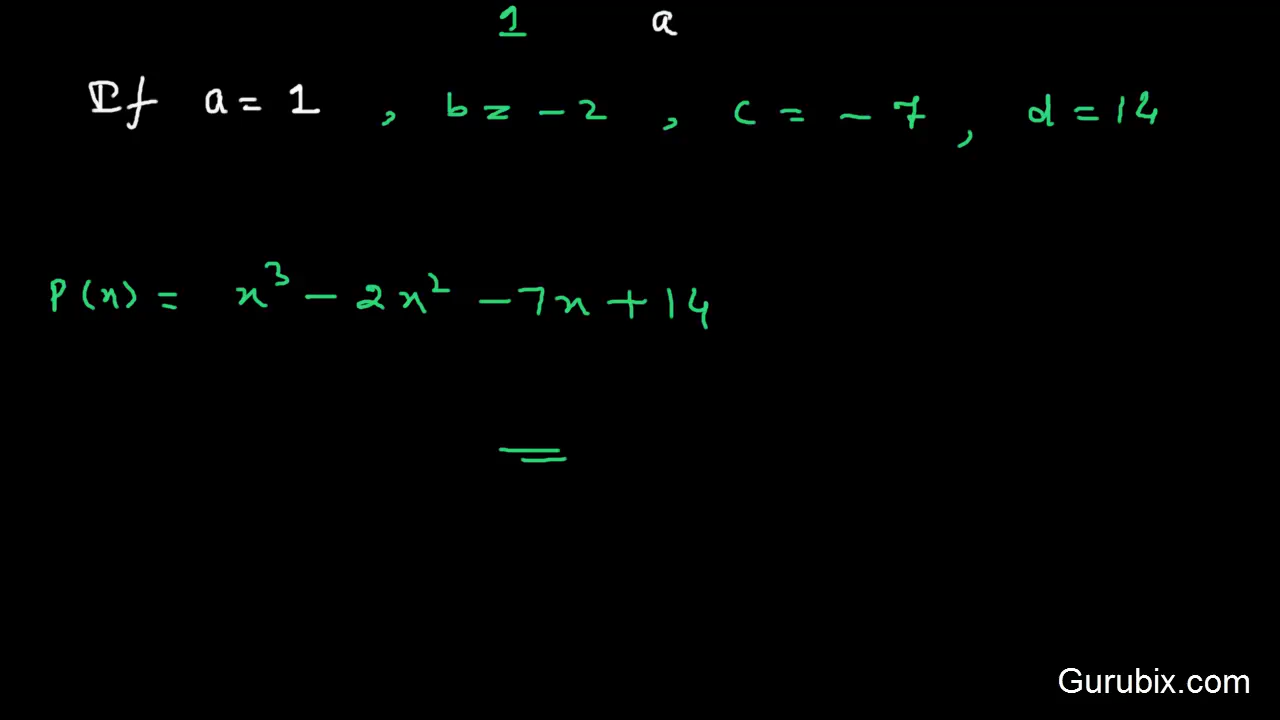 1 a
If a = 1 , b = -2 , c = -7 , d = 14
P(x) = x³ - 2x² - 7x + 14
Gurubix.com